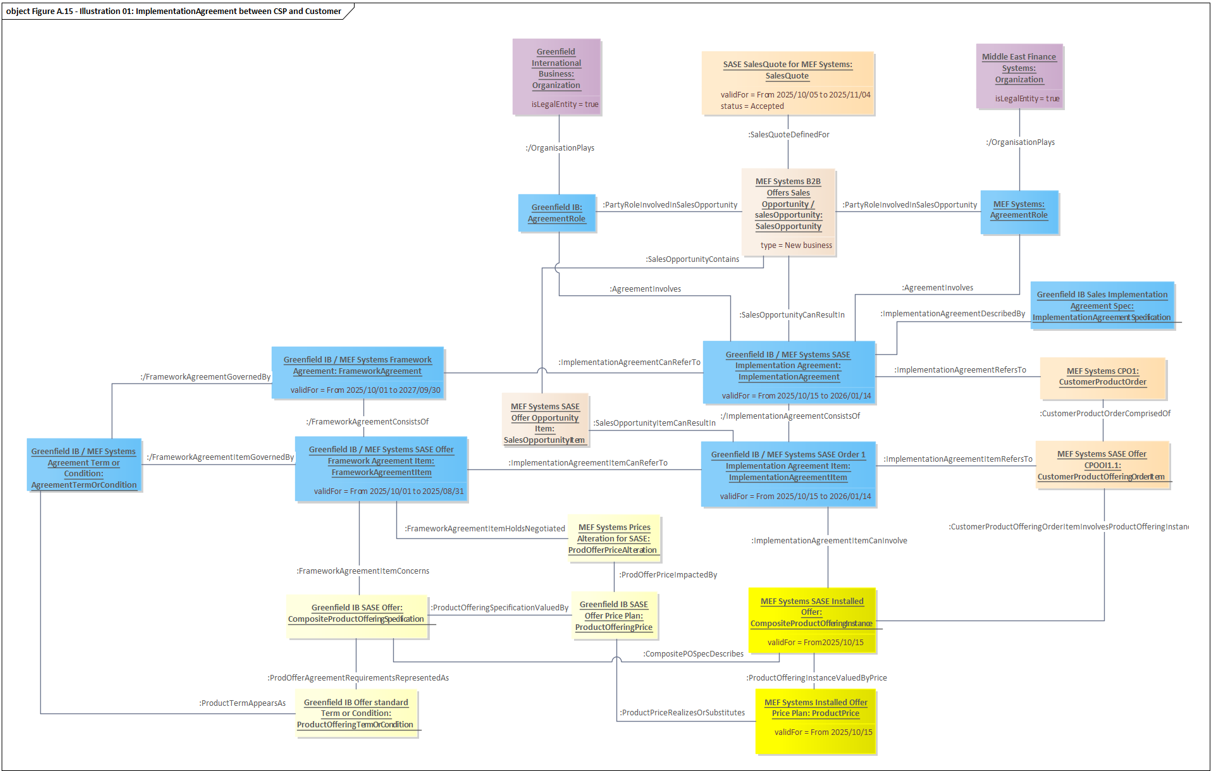 object Figure A.15 - Illustration 01: ImplementationAgreement between CSP and Customer
Greenfield
International
Business:
Organization
isLegalEntity = true
SASE SalesQuote for MEF Systems:
SalesQuote
validFor = From 2025/10/05 to 2025/11/04
status = Accepted
Middle East Finance
Systems:
Organization
isLegalEntity = true
:SalesQuoteDefinedFor
:/OrganisationPlays
:/OrganisationPlays
Greenfield IB:
AgreementRole
:PartyRoleInvolvedInSalesOpportunity
MEF Systems B2B
Offers Sales
Opportunity /
salesOpportunity:
SalesOpportunity
type = New business
:PartyRoleInvolvedInSalesOpportunity
MEF Systems:
AgreementRole
:SalesOpportunityContains
:AgreementInvolves
:AgreementInvolves
:SalesOpportunityCanResultIn
:ImplementationAgreementDescribedBy
Greenfield IB Sales Implementation
Agreement Spec:
ImplementationAgreementSpecification
Greenfield IB / MEF Systems Framework
Agreement: FrameworkAgreement
validFor = From 2025/10/01 to 2027/09/30
:ImplementationAgreementCanReferTo
Greenfield IB / MEF Systems SASE
Implementation Agreement:
ImplementationAgreement
validFor = From 2025/10/15 to 2026/01/14
:ImplementationAgreementRefersTo
MEF Systems CPO1:
CustomerProductOrder
:/FrameworkAgreementGovernedBy
:/FrameworkAgreementConsistsOf
MEF Systems SASE
Offer Opportunity
Item:
SalesOpportunityItem
:SalesOpportunityItemCanResultIn
:/ImplementationAgreementConsistsOf
:CustomerProductOrderComprisedOf
Greenfield IB / MEF Systems
Agreement Term or
Condition:
AgreementTermOrCondition
:/FrameworkAgreementItemGovernedBy
Greenfield IB / MEF Systems SASE Offer
Framework Agreement Item:
FrameworkAgreementItem
validFor = From 2025/10/01 to 2025/08/31
:ImplementationAgreementItemCanReferTo
Greenfield IB / MEF Systems SASE Order 1
Implementation Agreement Item:
ImplementationAgreementItem
validFor = From 2025/10/15 to 2026/01/14
:ImplementationAgreementItemRefersTo
MEF Systems SASE Offer
CPOOI1.1:
CustomerProductOfferingOrderItem
:FrameworkAgreementItemHoldsNegotiated
MEF Systems Prices
Alteration for SASE:
ProdOfferPriceAlteration
:CustomerProductOfferingOrderItemInvolvesProductOfferingInstan
:ImplementationAgreementItemCanInvolve
:FrameworkAgreementItemConcerns
:ProdOfferPriceImpactedBy
Greenfield IB SASE Offer:
CompositeProductOfferingSpecification
:ProductOfferingSpecificationValuedBy
Greenfield IB SASE
Offer Price Plan:
ProductOfferingPrice
MEF Systems SASE Installed
Offer:
CompositeProductOfferingInstance
validFor = From2025/10/15
:CompositePOSpecDescribes
:ProdOfferAgreementRequirementsRepresentedAs
:ProductOfferingInstanceValuedByPrice
:ProductTermAppearsAs
Greenfield IB Offer standard
Term or Condition:
ProductOfferingTermOrCondition
:ProductPriceRealizesOrSubstitutes
MEF Systems Installed Offer
Price Plan: ProductPrice
validFor = From 2025/10/15